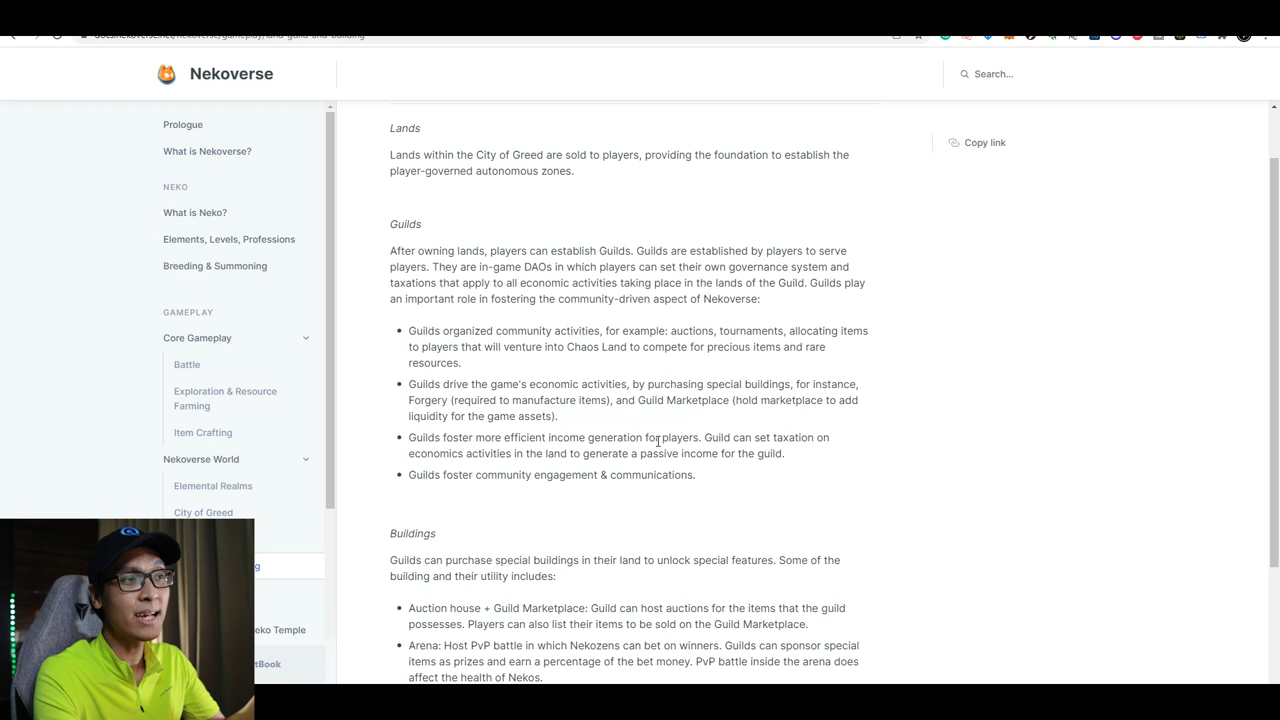 docs.nekoverse.net/nekoverse/gameplay/land-guild-and-building
Nekoverse
Search...
Prologue
What is Nekoverse?
NEKO
What is Neko?
Elements, Levels, Professions
Breeding & Summoning
GAMEPLAY
Core Gameplay
Battle
Exploration & Resource
Farming
Item Crafting
Nekoverse World
Elemental Realms
City of Greed
Lands
Lands within the City of Greed are sold to players, providing the foundation to establish the
player-governed autonomous zones.
Guilds
After owning lands, players can establish Guilds. Guilds are established by players to serve
players. They are in-game DAOs in which players can set their own governance system and
taxations that apply to all economic activities taking place in the lands of the Guild. Guilds play
an important role in fostering the community-driven aspect of Nekoverse:
Guilds organized community activities, for example: auctions, tournaments, allocating items
to players that will venture into Chaos Land to compete for precious items and rare
resources.
Guilds drive the game's economic activities, by purchasing special buildings, for instance,
Forgery (required to manufacture items), and Guild Marketplace (hold marketplace to add
liquidity for the game assets).
Guilds foster more efficient income generation for players. Guild can set taxation on
economics activities in the land to generate a passive income for the guild.
Guilds foster community engagement & communications.
Buildings
Guilds can purchase special buildings in their land to unlock special features. Some of the
building and their utility includes:
Auction house + Guild Marketplace: Guild can host auctions for the items that the guild
possesses. Players can also list their items to be sold on the Guild Marketplace.
Arena: Host PvP battle in which Nekozens can bet on winners. Guilds can sponsor special
items as prizes and earn a percentage of the bet money. PvP battle inside the arena does
affect the health of Nekos.
Copy link
g
eko Temple
tBook